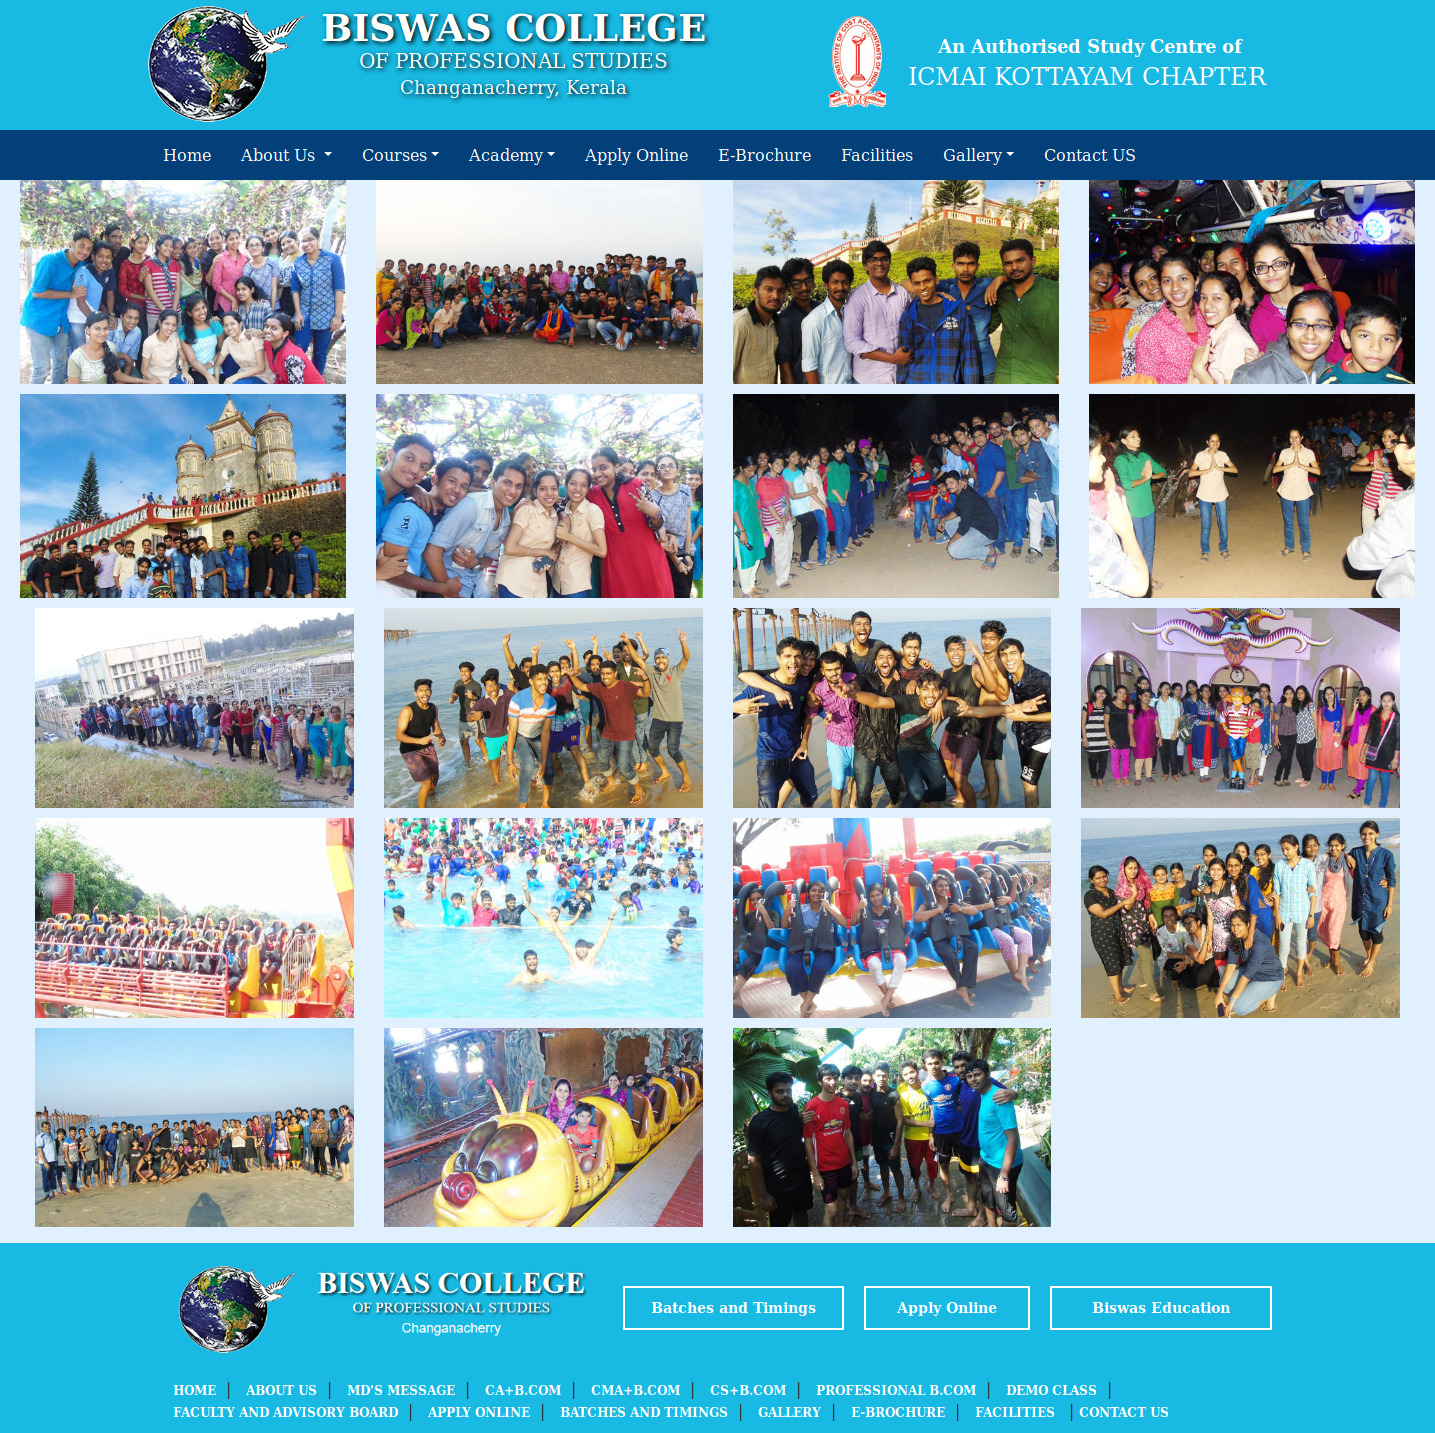 BISWAS COLLEGE
OF PROFESSIONAL STUDIES
Changanacherry, Kerala
An Authorised Study Centre of
ICMAI KOTTAYAM CHAPTER
Home About Us Courses Academy Apply Online E-Brochure Facilities Gallery Contact US
BISWAS COLLEGE
OF PROFESSIONAL STUDIES
Changanacherry
Batches and Timings Apply Online Biswas Education
HOME | ABOUT US | MD'S MESSAGE | CA+B.COM | CMA+B.COM | CS+B.COM | PROFESSIONAL B.COM | DEMO CLASS |
FACULTY AND ADVISORY BOARD | APPLY ONLINE | BATCHES AND TIMINGS | GALLERY | E-BROCHURE | FACILITIES | CONTACT US